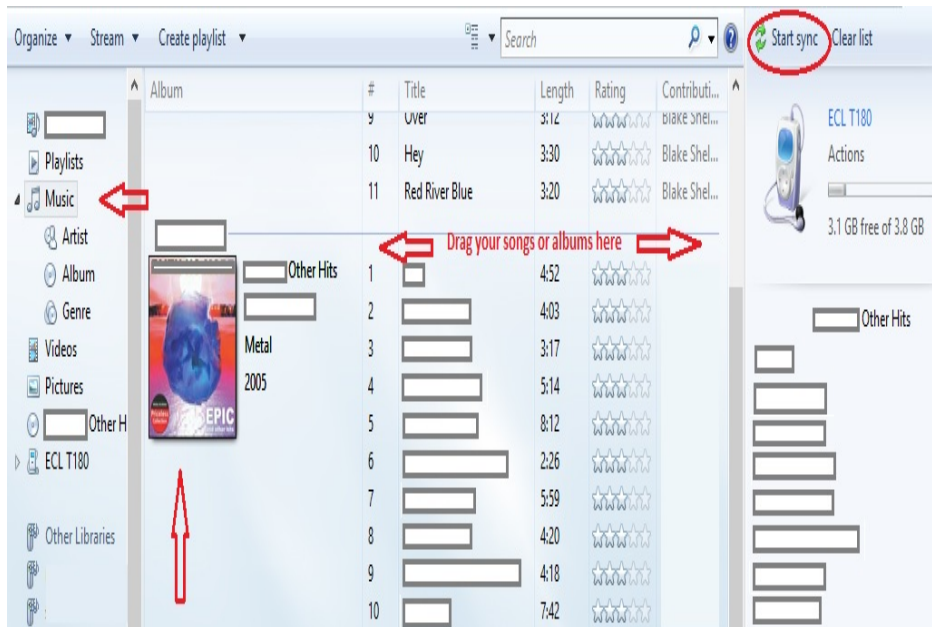 Organize Stream Create playlist Search Start sync Clear list
Album # Title Length Rating Contributi...
9 Over 3:12 Blake Shel...
10 Hey 3:30 Blake Shel...
11 Red River Blue 3:20 Blake Shel...
Playlists
Music
Artist
Album
Genre
Videos
Pictures
Other H
ECL T180
Other Libraries
Drag your songs or albums here
Other Hits
Metal
2005
EPIC
1 4:52
2 4:03
3 3:17
4 5:14
5 8:12
6 2:26
7 5:59
8 4:20
9 4:18
10 7:42
ECL T180
Actions
3.1 GB free of 3.8 GB
Other Hits